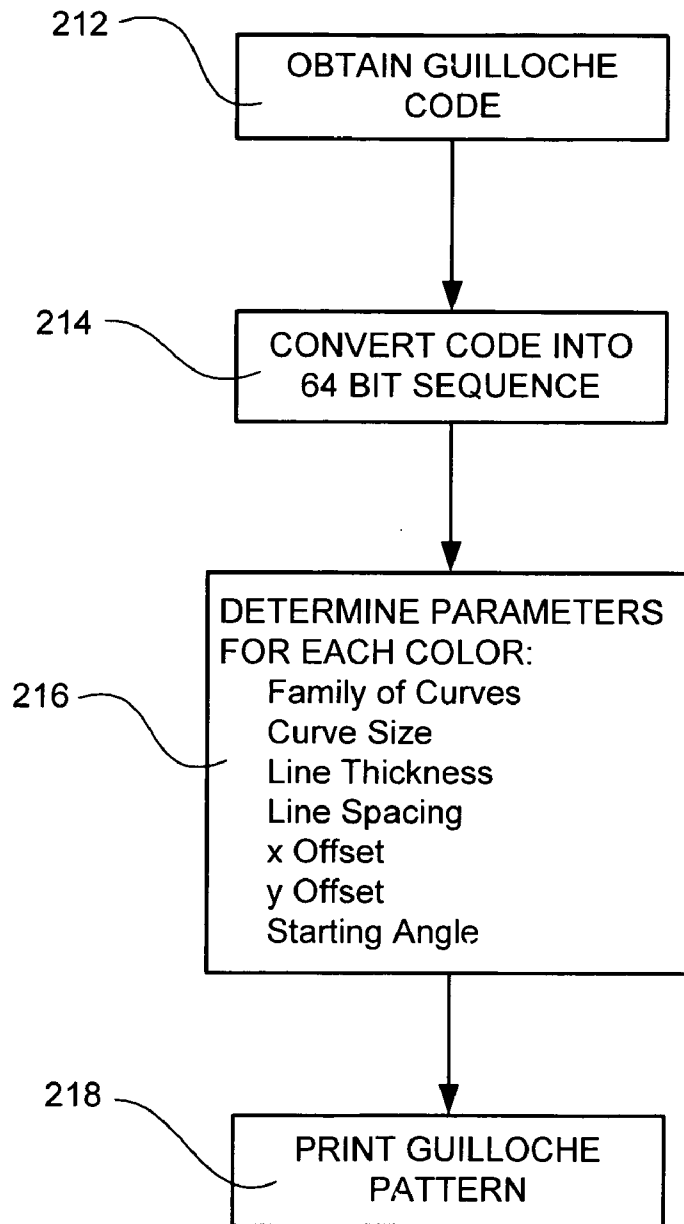 212
OBTAIN GUILLOCHE
CODE
214
CONVERT CODE INTO
64 BIT SEQUENCE
216
DETERMINE PARAMETERS
FOR EACH COLOR:
Family of Curves
Curve Size
Line Thickness
Line Spacing
x Offset
y Offset
Starting Angle
218
PRINT GUILLOCHE
PATTERN